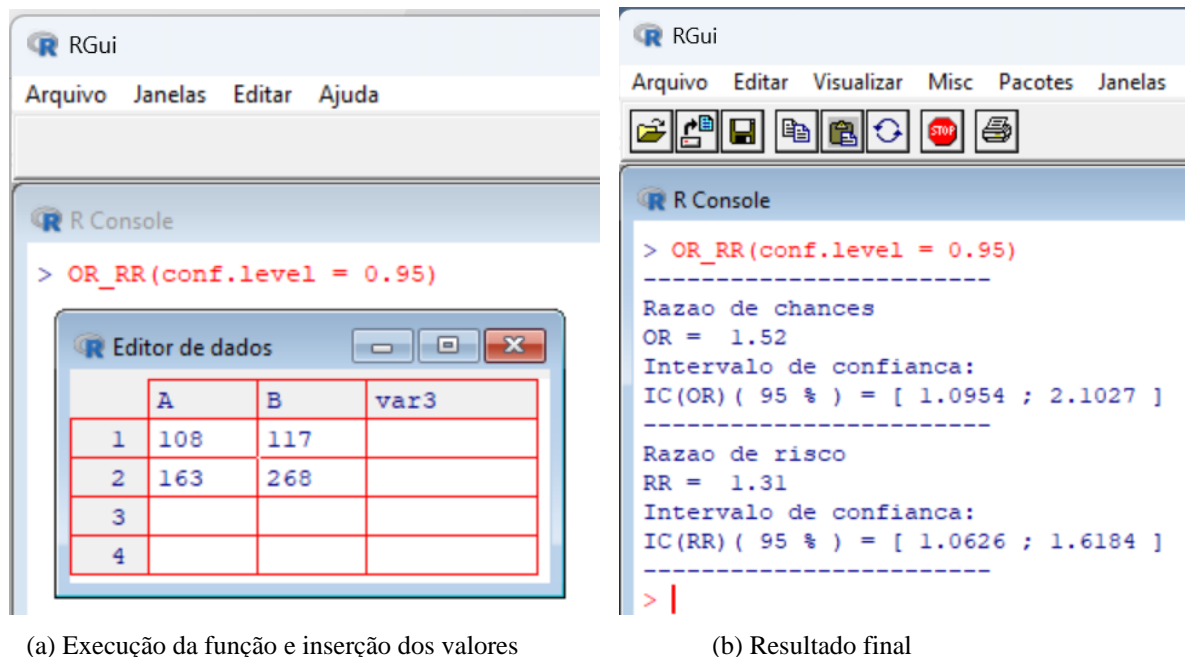 RGui
Arquivo Janelas Editar Ajuda
R Console
> OR_RR(conf.level = 0.95)
Editor de dados
A B var3
1 108 117
2 163 268
3
4
(a) Execução da função e inserção dos valores
RGui
Arquivo Editar Visualizar Misc Pacotes Janelas
STOP
R Console
> OR_RR(conf.level = 0.95)
------------------------
Razao de chances
OR = 1.52
Intervalo de confianca:
IC(OR)( 95 % ) = [ 1.0954 ; 2.1027 ]
------------------------
Razao de risco
RR = 1.31
Intervalo de confianca:
IC(RR)( 95 % ) = [ 1.0626 ; 1.6184 ]
------------------------
>
(b) Resultado final